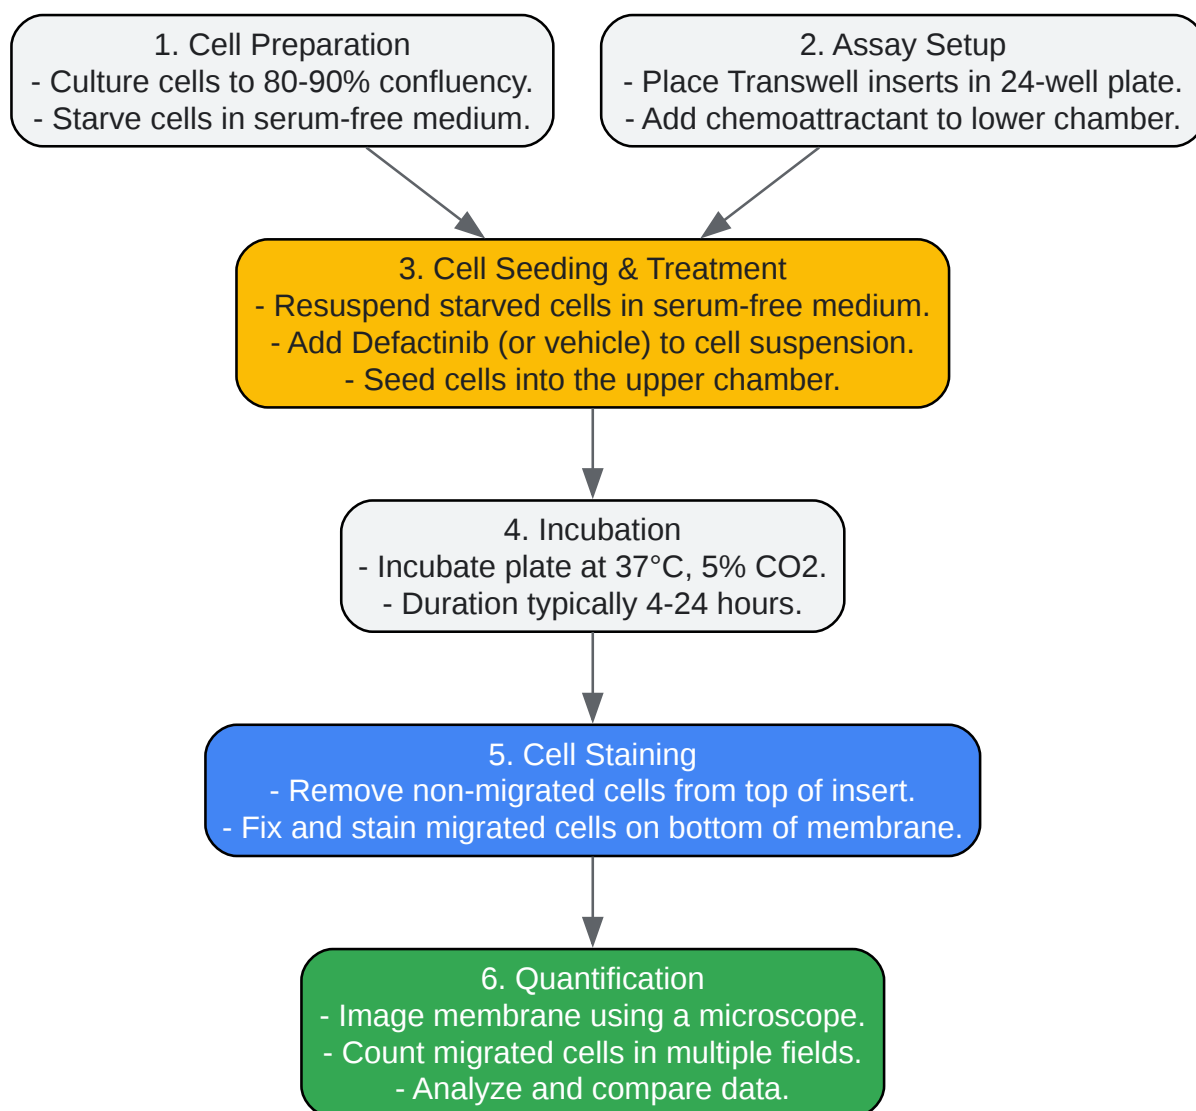 1. Cell Preparation
- Culture cells to 80-90% confluency.
- Starve cells in serum-free medium.
2. Assay Setup
- Place Transwell inserts in 24-well plate.
- Add chemoattractant to lower chamber.
3. Cell Seeding & Treatment
- Resuspend starved cells in serum-free medium.
- Add Defactinib (or vehicle) to cell suspension.
- Seed cells into the upper chamber.
4. Incubation
- Incubate plate at 37°C, 5% CO2.
- Duration typically 4-24 hours.
5. Cell Staining
- Remove non-migrated cells from top of insert.
- Fix and stain migrated cells on bottom of membrane.
6. Quantification
- Image membrane using a microscope.
- Count migrated cells in multiple fields.
- Analyze and compare data.